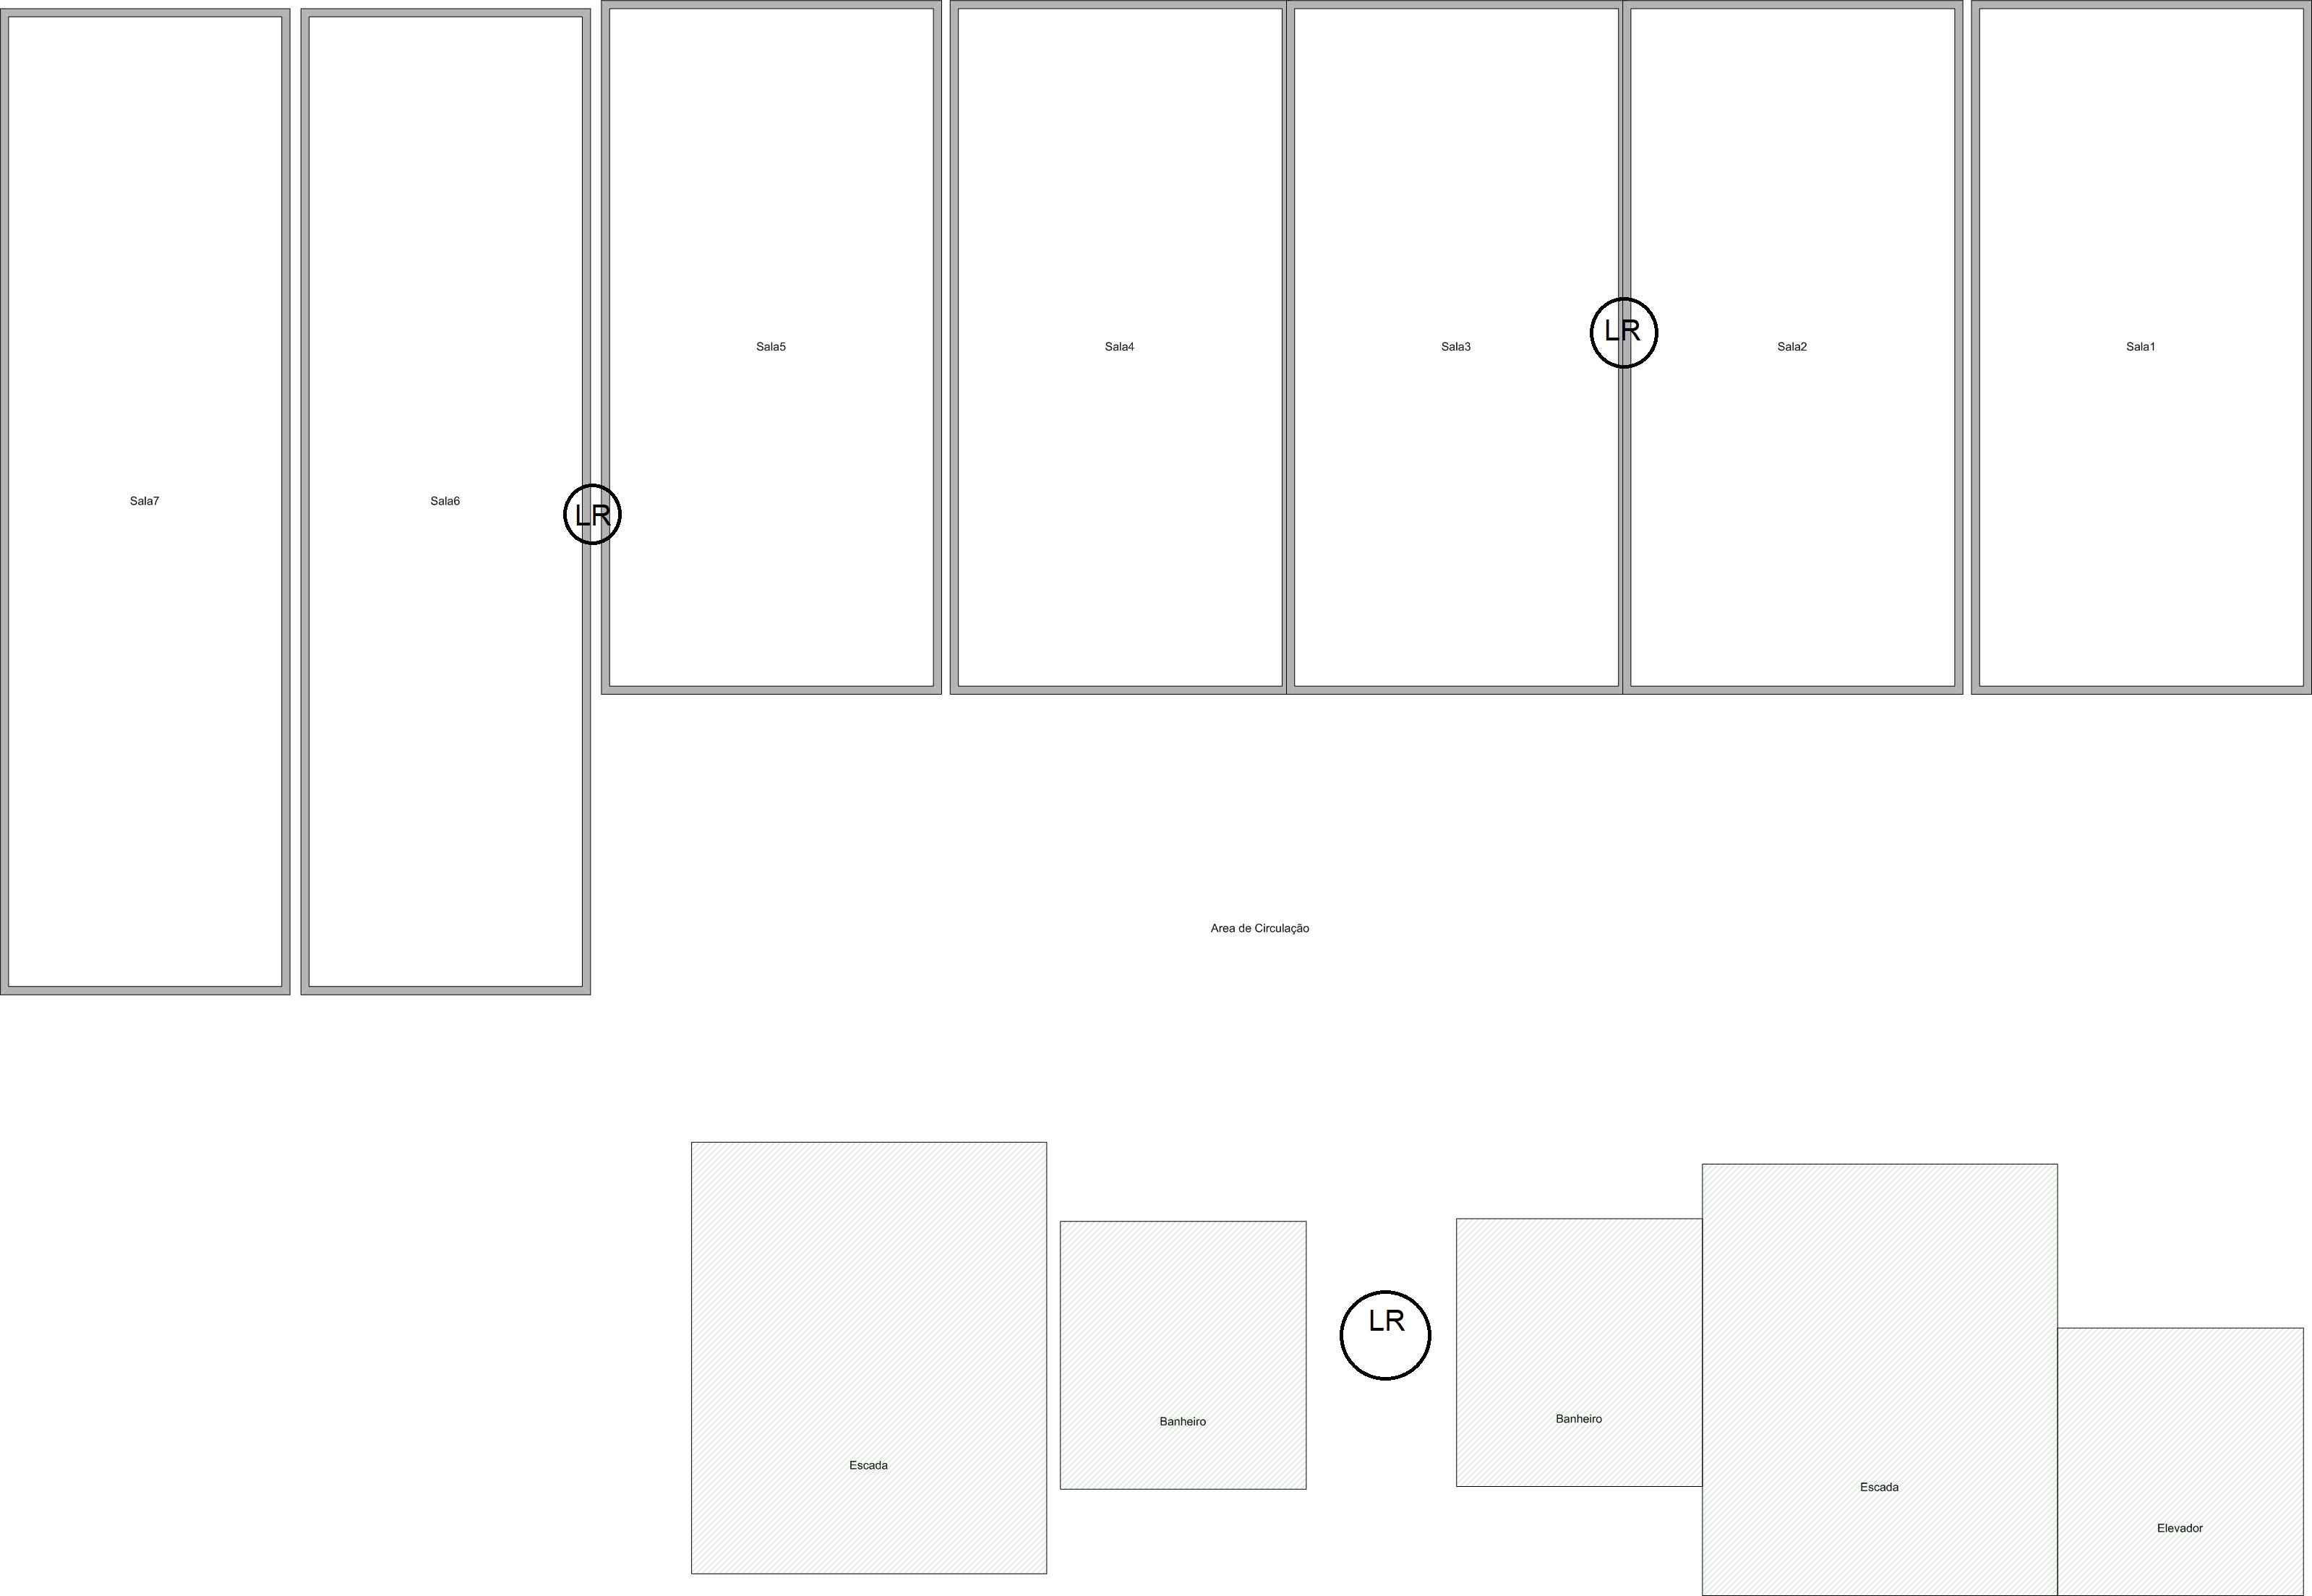 LR
Sala5
Sala4
Sala3
Sala2
Sala1
Sala7
Sala6
LR
Area de Circulação
LR
Banheiro
Banheiro
Escada
Escada
Elevador